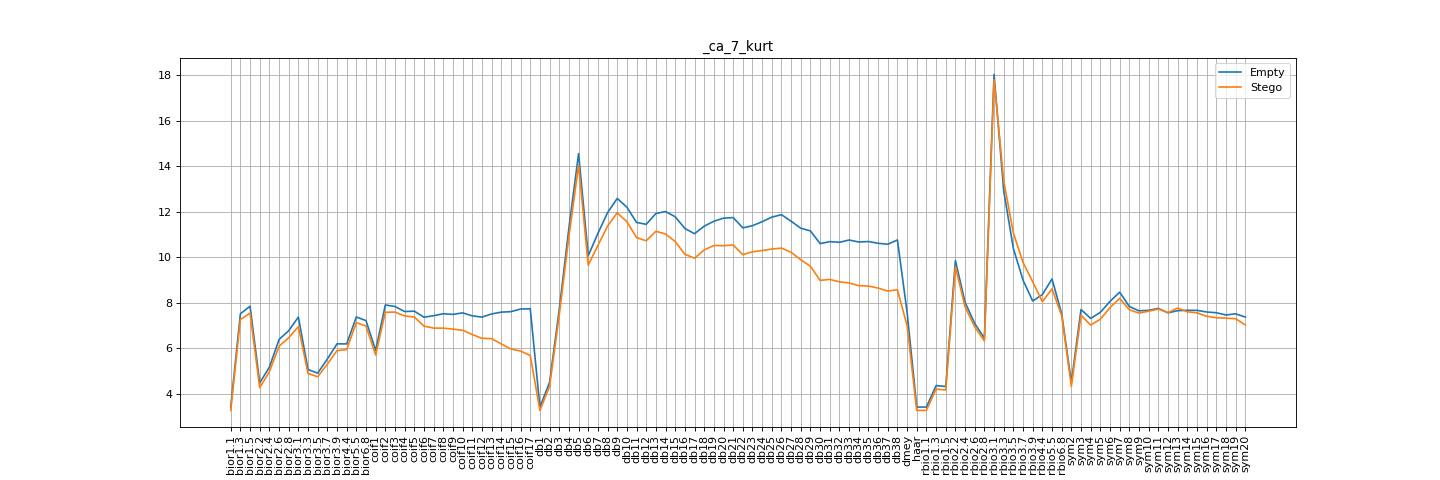 _ca_7_kurt
18
16
14
12
10
8
6
4
Empty
Stego
bior1.1
bior1.3
bior1.5
bior2.2
bior2.4
bior2.6
bior2.8
bior3.1
bior3.3
bior3.5
bior3.7
bior3.9
bior4.4
bior5.5
bior6.8
coif1
coif2
coif3
coif4
coif5
coif6
coif7
coif8
coif9
coif10
coif11
coif12
coif13
coif14
coif15
coif16
coif17
db1
db2
db3
db4
db5
db6
db7
db8
db9
db10
db11
db12
db13
db14
db15
db16
db17
db18
db19
db20
db21
db22
db23
db24
db25
db26
db27
db28
db29
db30
db31
db32
db33
db34
db35
db36
db37
db38
dmey
haar
rbio1.1
rbio1.3
rbio1.5
rbio2.2
rbio2.4
rbio2.6
rbio2.8
rbio3.1
rbio3.3
rbio3.5
rbio3.7
rbio3.9
rbio4.4
rbio5.5
rbio6.8
sym2
sym3
sym4
sym5
sym6
sym7
sym8
sym9
sym10
sym11
sym12
sym13
sym14
sym15
sym16
sym17
sym18
sym19
sym20